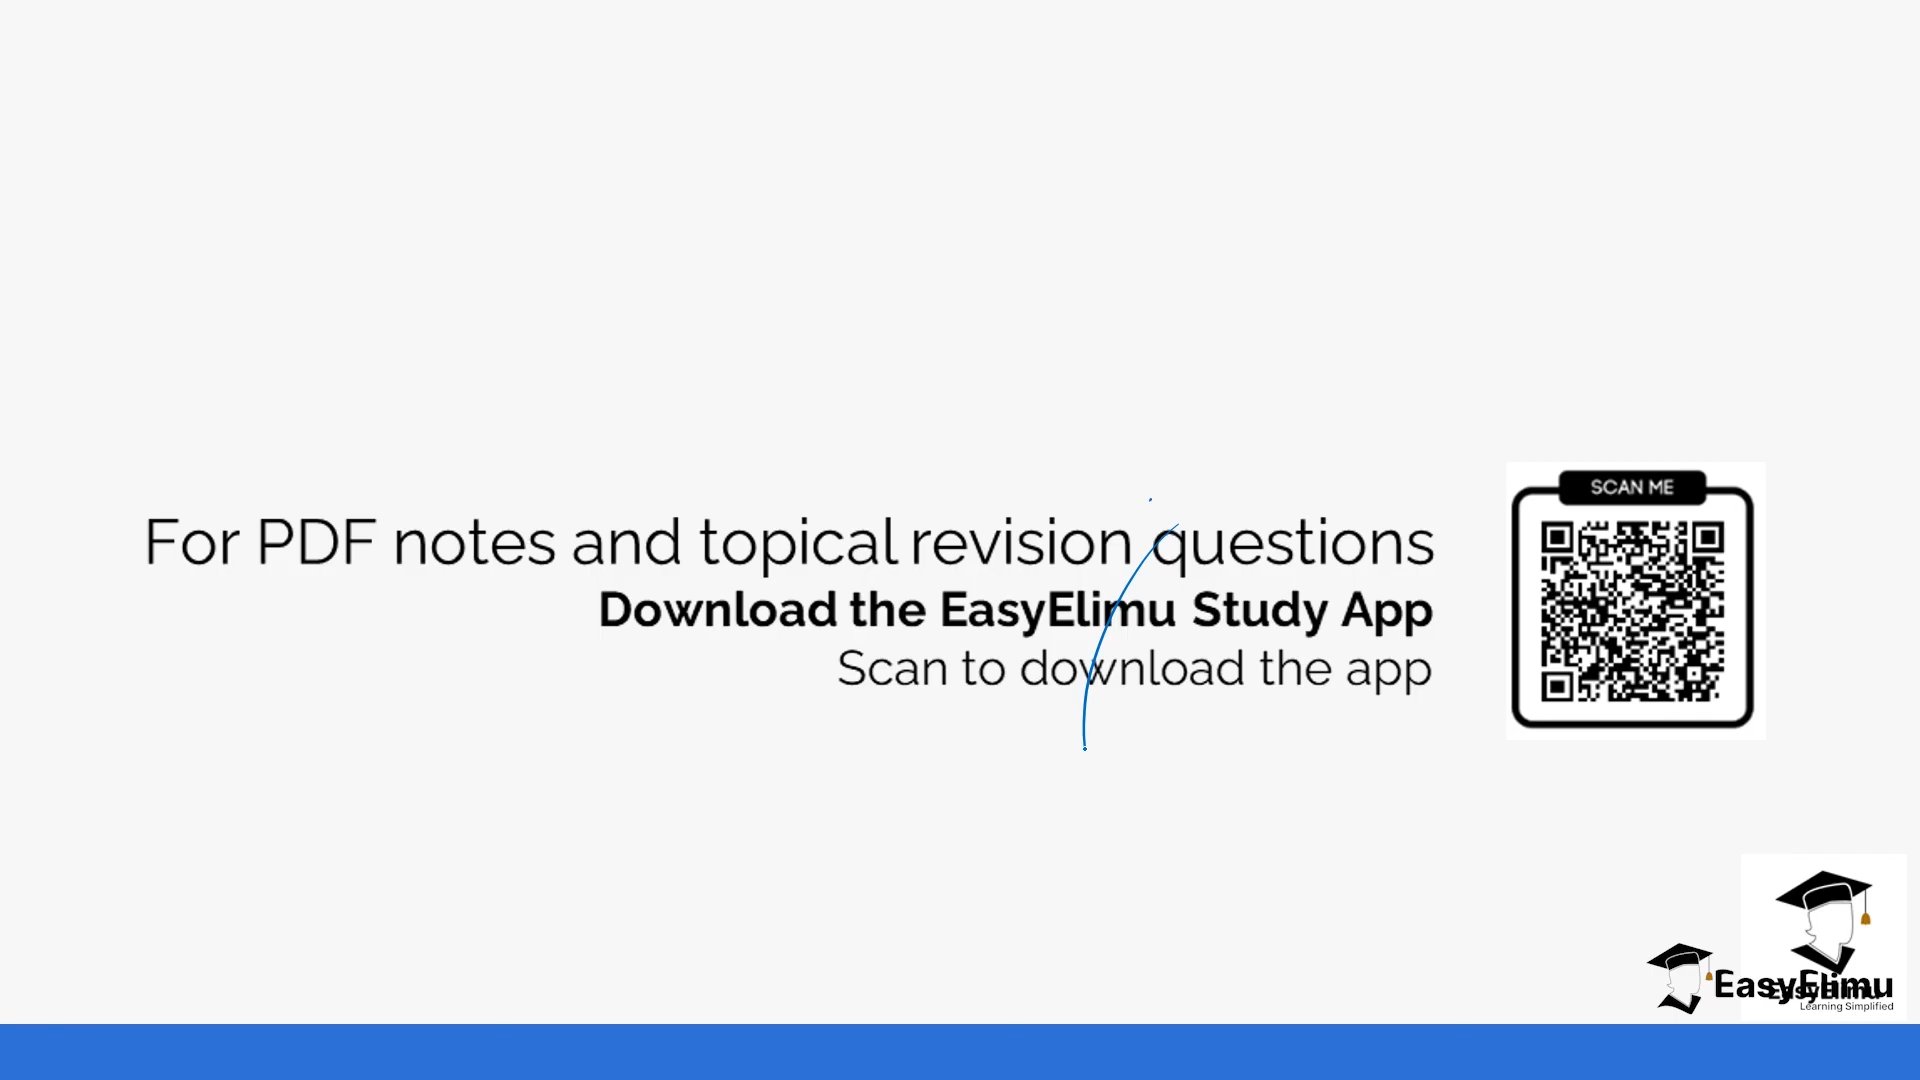 SCAN ME
For PDF notes and topical revision questions
Download the EasyElimu Study App
Scan to download the app
EasyElimu
EasyElimu
Learning Simplified